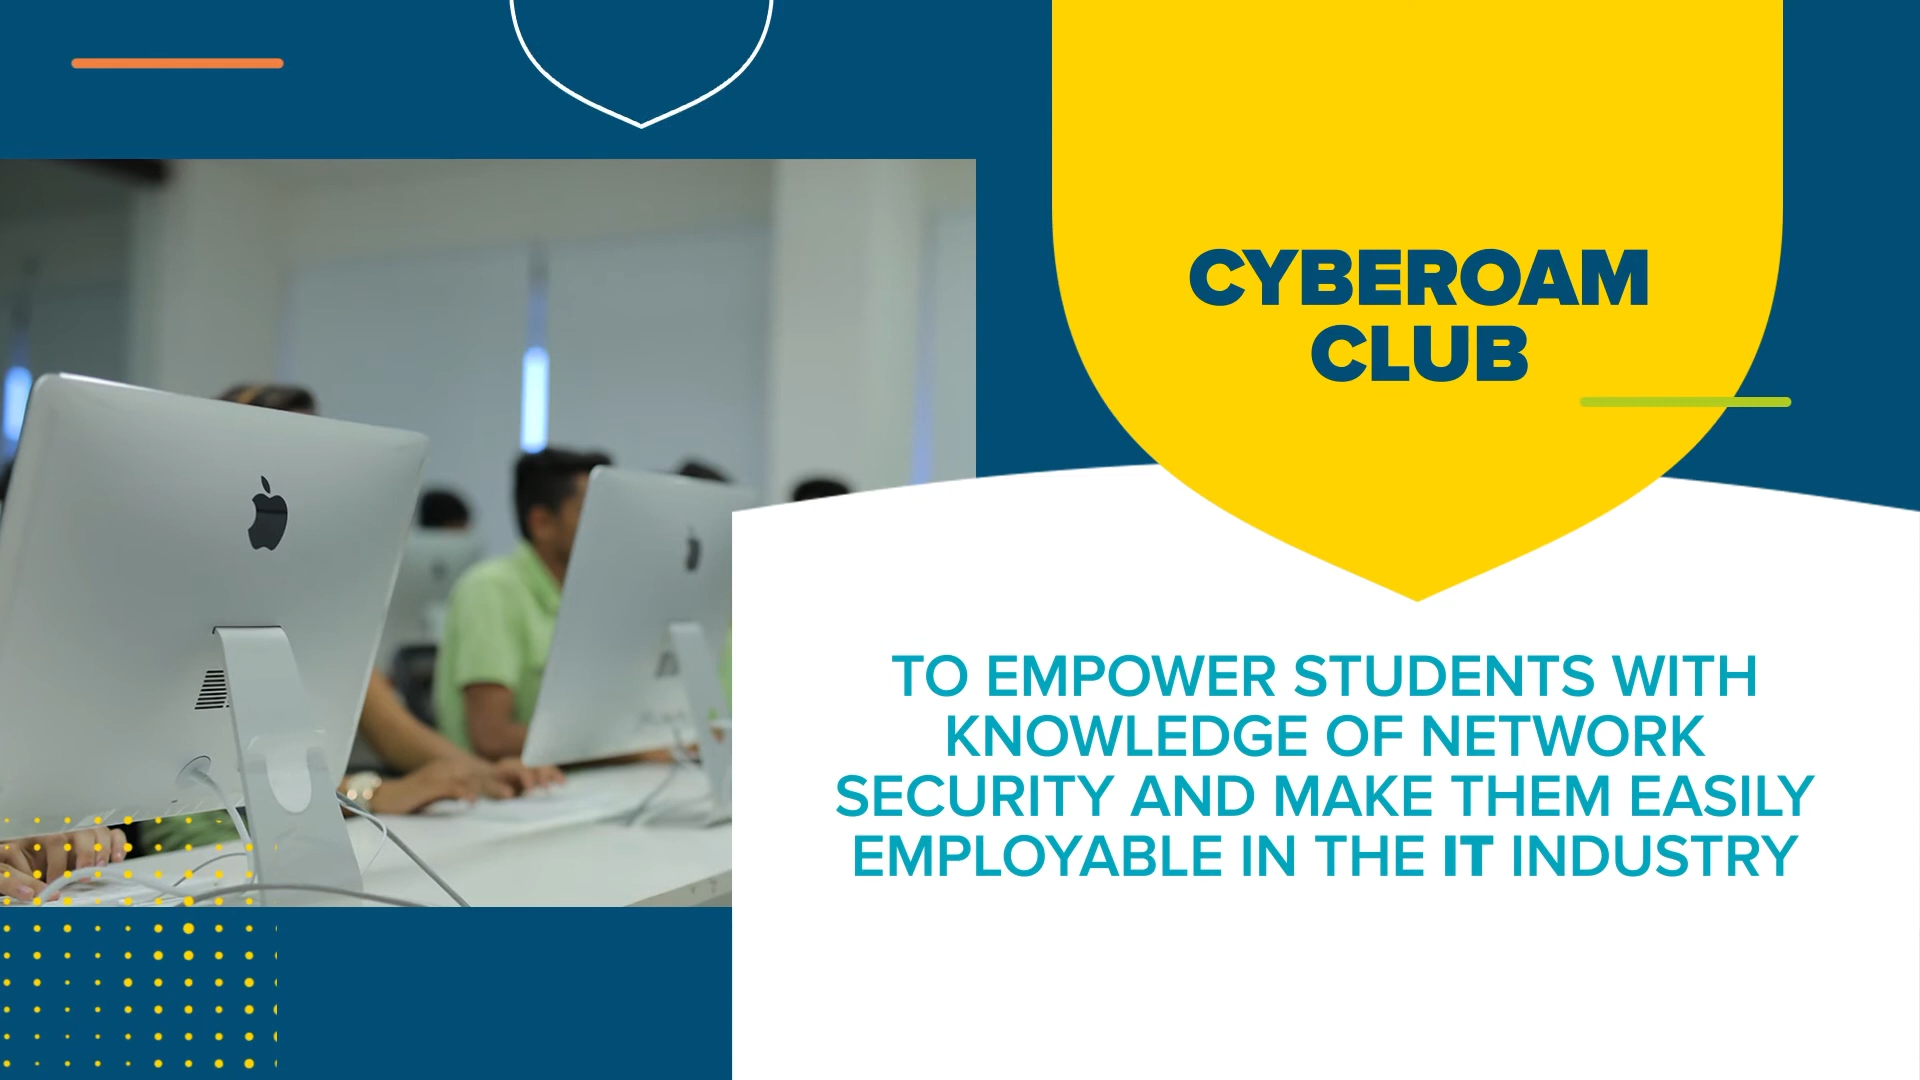 CYBEROAM
CLUB
TO EMPOWER STUDENTS WITH
KNOWLEDGE OF NETWORK
SECURITY AND MAKE THEM EASILY
EMPLOYABLE IN THE IT INDUSTRY